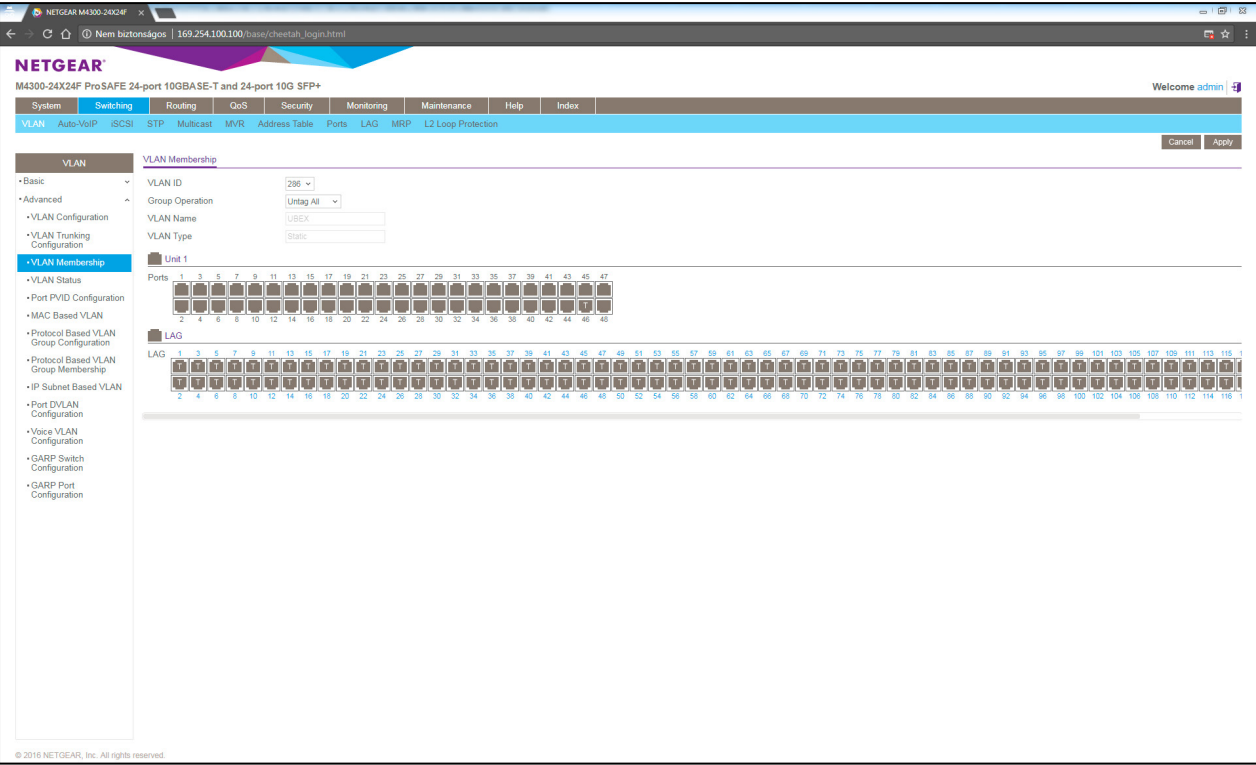 NETGEAR M4300-24X24F
Nem biztonságos | 169.254.100.100/base/cheetah_login.html
NETGEAR®
M4300-24X24F ProSAFE 24-port 10GBASE-T and 24-port 10G SFP+
Welcome admin
System Switching Routing QoS Security Monitoring Maintenance Help Index
VLAN Auto-VoIP iSCSI STP Multicast MVR Address Table Ports LAG MRP L2 Loop Protection
Cancel Apply
VLAN
• Basic
• Advanced
• VLAN Configuration
• VLAN Trunking
Configuration
• VLAN Membership
• VLAN Status
• Port PVID Configuration
• MAC Based VLAN
• Protocol Based VLAN
Group Configuration
• Protocol Based VLAN
Group Membership
• IP Subnet Based VLAN
• Port DVLAN
Configuration
• Voice VLAN
Configuration
• GARP Switch
Configuration
• GARP Port
Configuration
VLAN Membership
VLAN ID 286
Group Operation Untag All
VLAN Name UBEX
VLAN Type Static
Unit 1
Ports 1 3 5 7 9 11 13 15 17 19 21 23 25 27 29 31 33 35 37 39 41 43 45 47
T
2 4 6 8 10 12 14 16 18 20 22 24 26 28 30 32 34 36 38 40 42 44 46 48
LAG
LAG 1 3 5 7 9 11 13 15 17 19 21 23 25 27 29 31 33 35 37 39 41 43 45 47 49 51 53 55 57 59 61 63 65 67 69 71 73 75 77 79 81 83 85 87 89 91 93 95 97 99 101 103 105 107 109 111 113 115
T T T T T T T T T T T T T T T T T T T T T T T T T T T T T T T T T T T T T T T T T T T T T T T T T T T T T T T T T T
T T T T T T T T T T T T T T T T T T T T T T T T T T T T T T T T T T T T T T T T T T T T T T T T T T T T T T T T T T
2 4 6 8 10 12 14 16 18 20 22 24 26 28 30 32 34 36 38 40 42 44 46 48 50 52 54 56 58 60 62 64 66 68 70 72 74 76 78 80 82 84 86 88 90 92 94 96 98 100 102 104 106 108 110 112 114 116
© 2016 NETGEAR, Inc. All rights reserved.